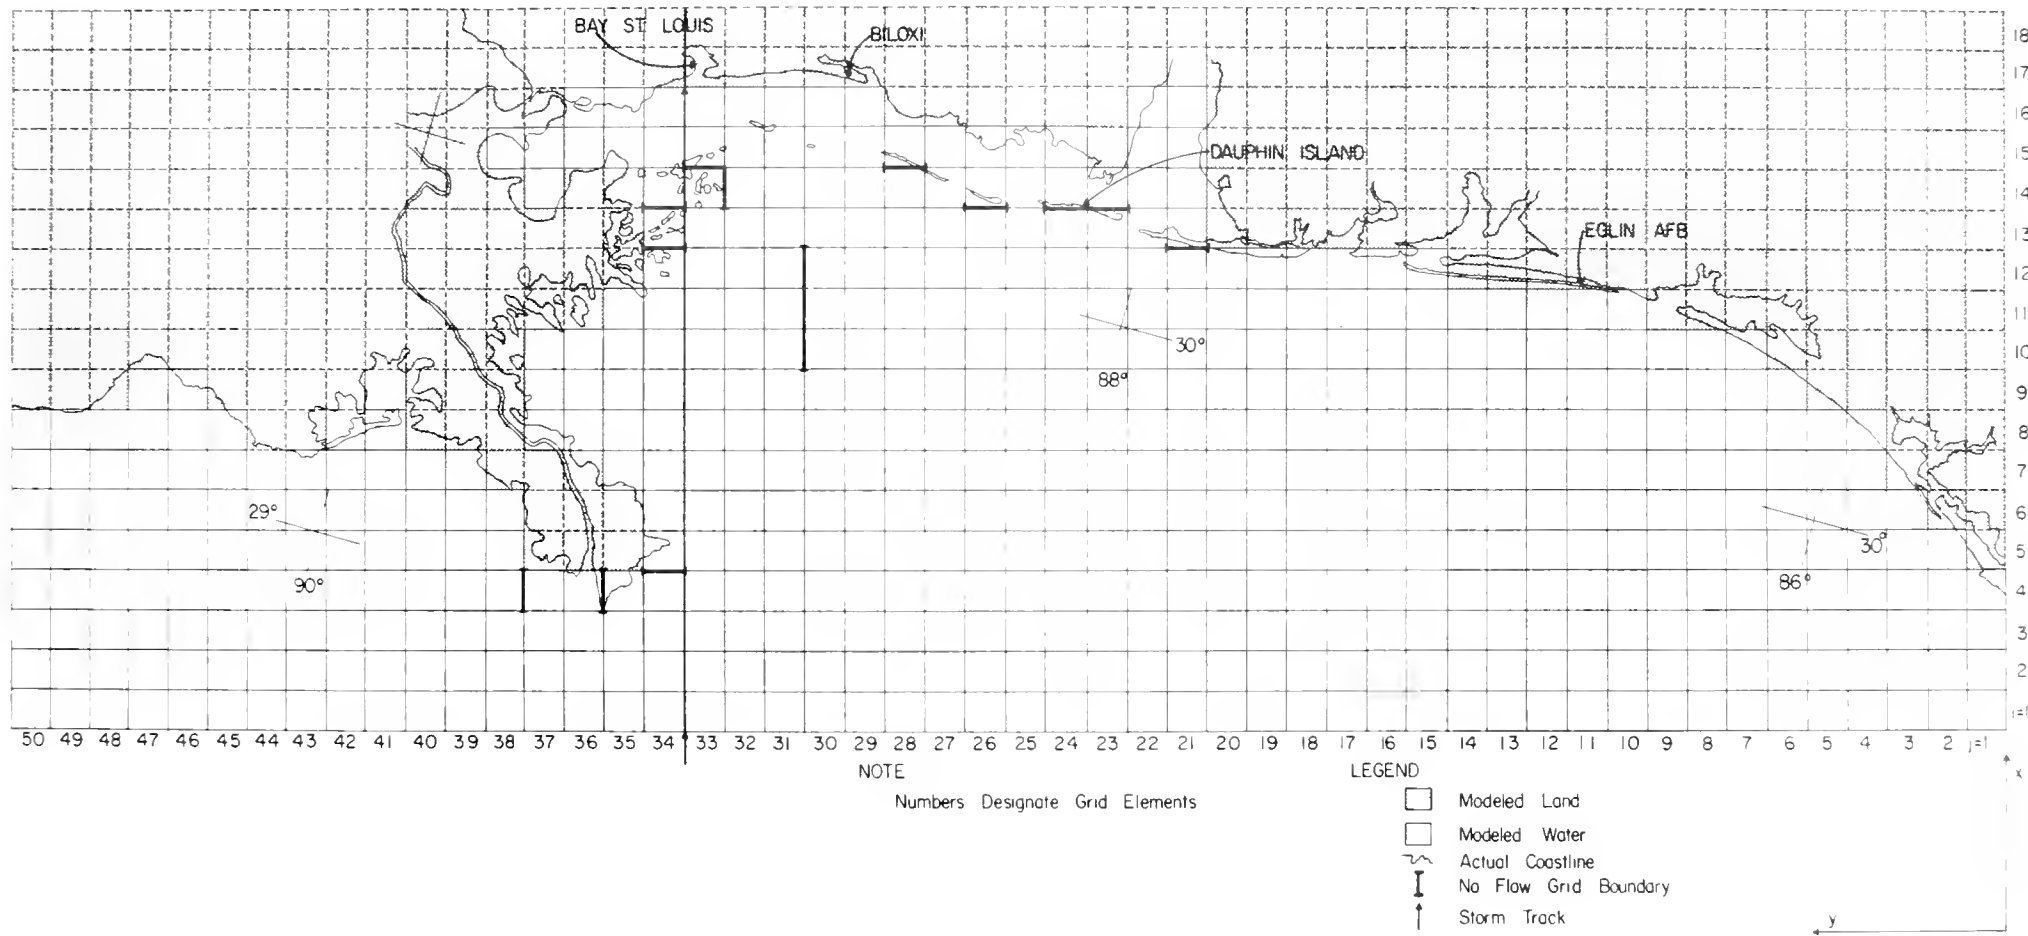 BAY ST. LOUIS
BILOXI
DAUPHIN ISLAND
EGLIN AFB
18
17
16
15
14
13
12
11
10
9
8
7
6
5
4
3
2
i=1
30°
88°
29°
90°
30°
86°
50 49 48 47 46 45 44 43 42 41 40 39 38 37 36 35 34 33 32 31 30 29 28 27 26 25 24 23 22 21 20 19 18 17 16 15 14 13 12 11 10 9 8 7 6 5 4 3 2 j=1
x
NOTE
Numbers Designate Grid Elements
LEGEND
Modeled Land
Modeled Water
Actual Coastline
No Flow Grid Boundary
Storm Track
y